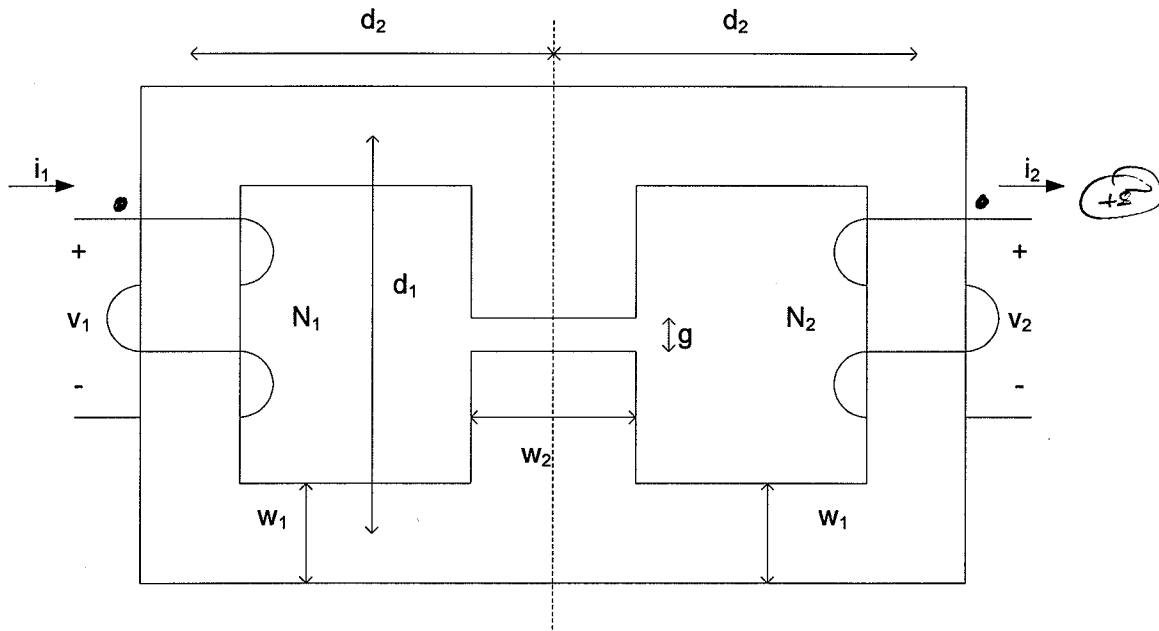 d₂ d₂
i₁ i₂
+ +
d₁
v₁ N₁ g N₂ v₂
- -
w₂
w₁ w₁